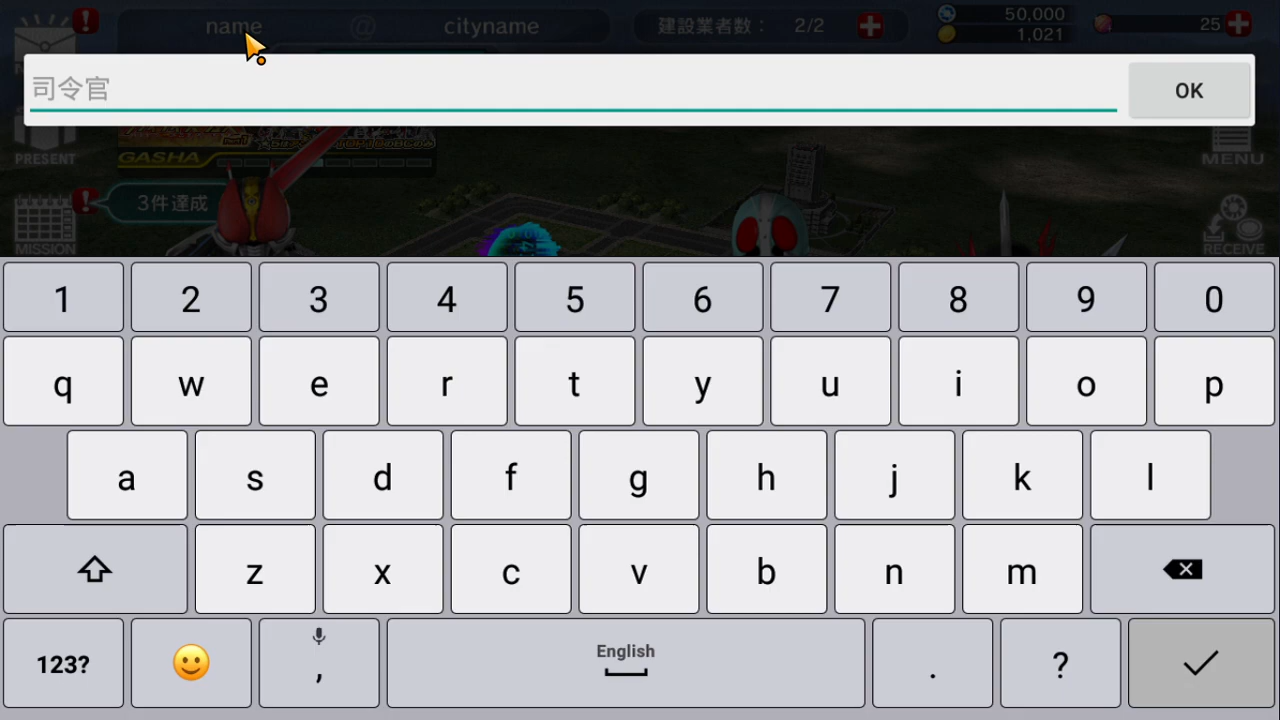 name @ cityname 建設業者数： 2/2 50,000 25
1,021
司令官 OK
PRESENT GASHA MENU
3件達成
MISSION RECEIVE
1 2 3 4 5 6 7 8 9 0
q w e r t y u i o p
a s d f g h j k l
z x c v b n m
English
123? , . ?